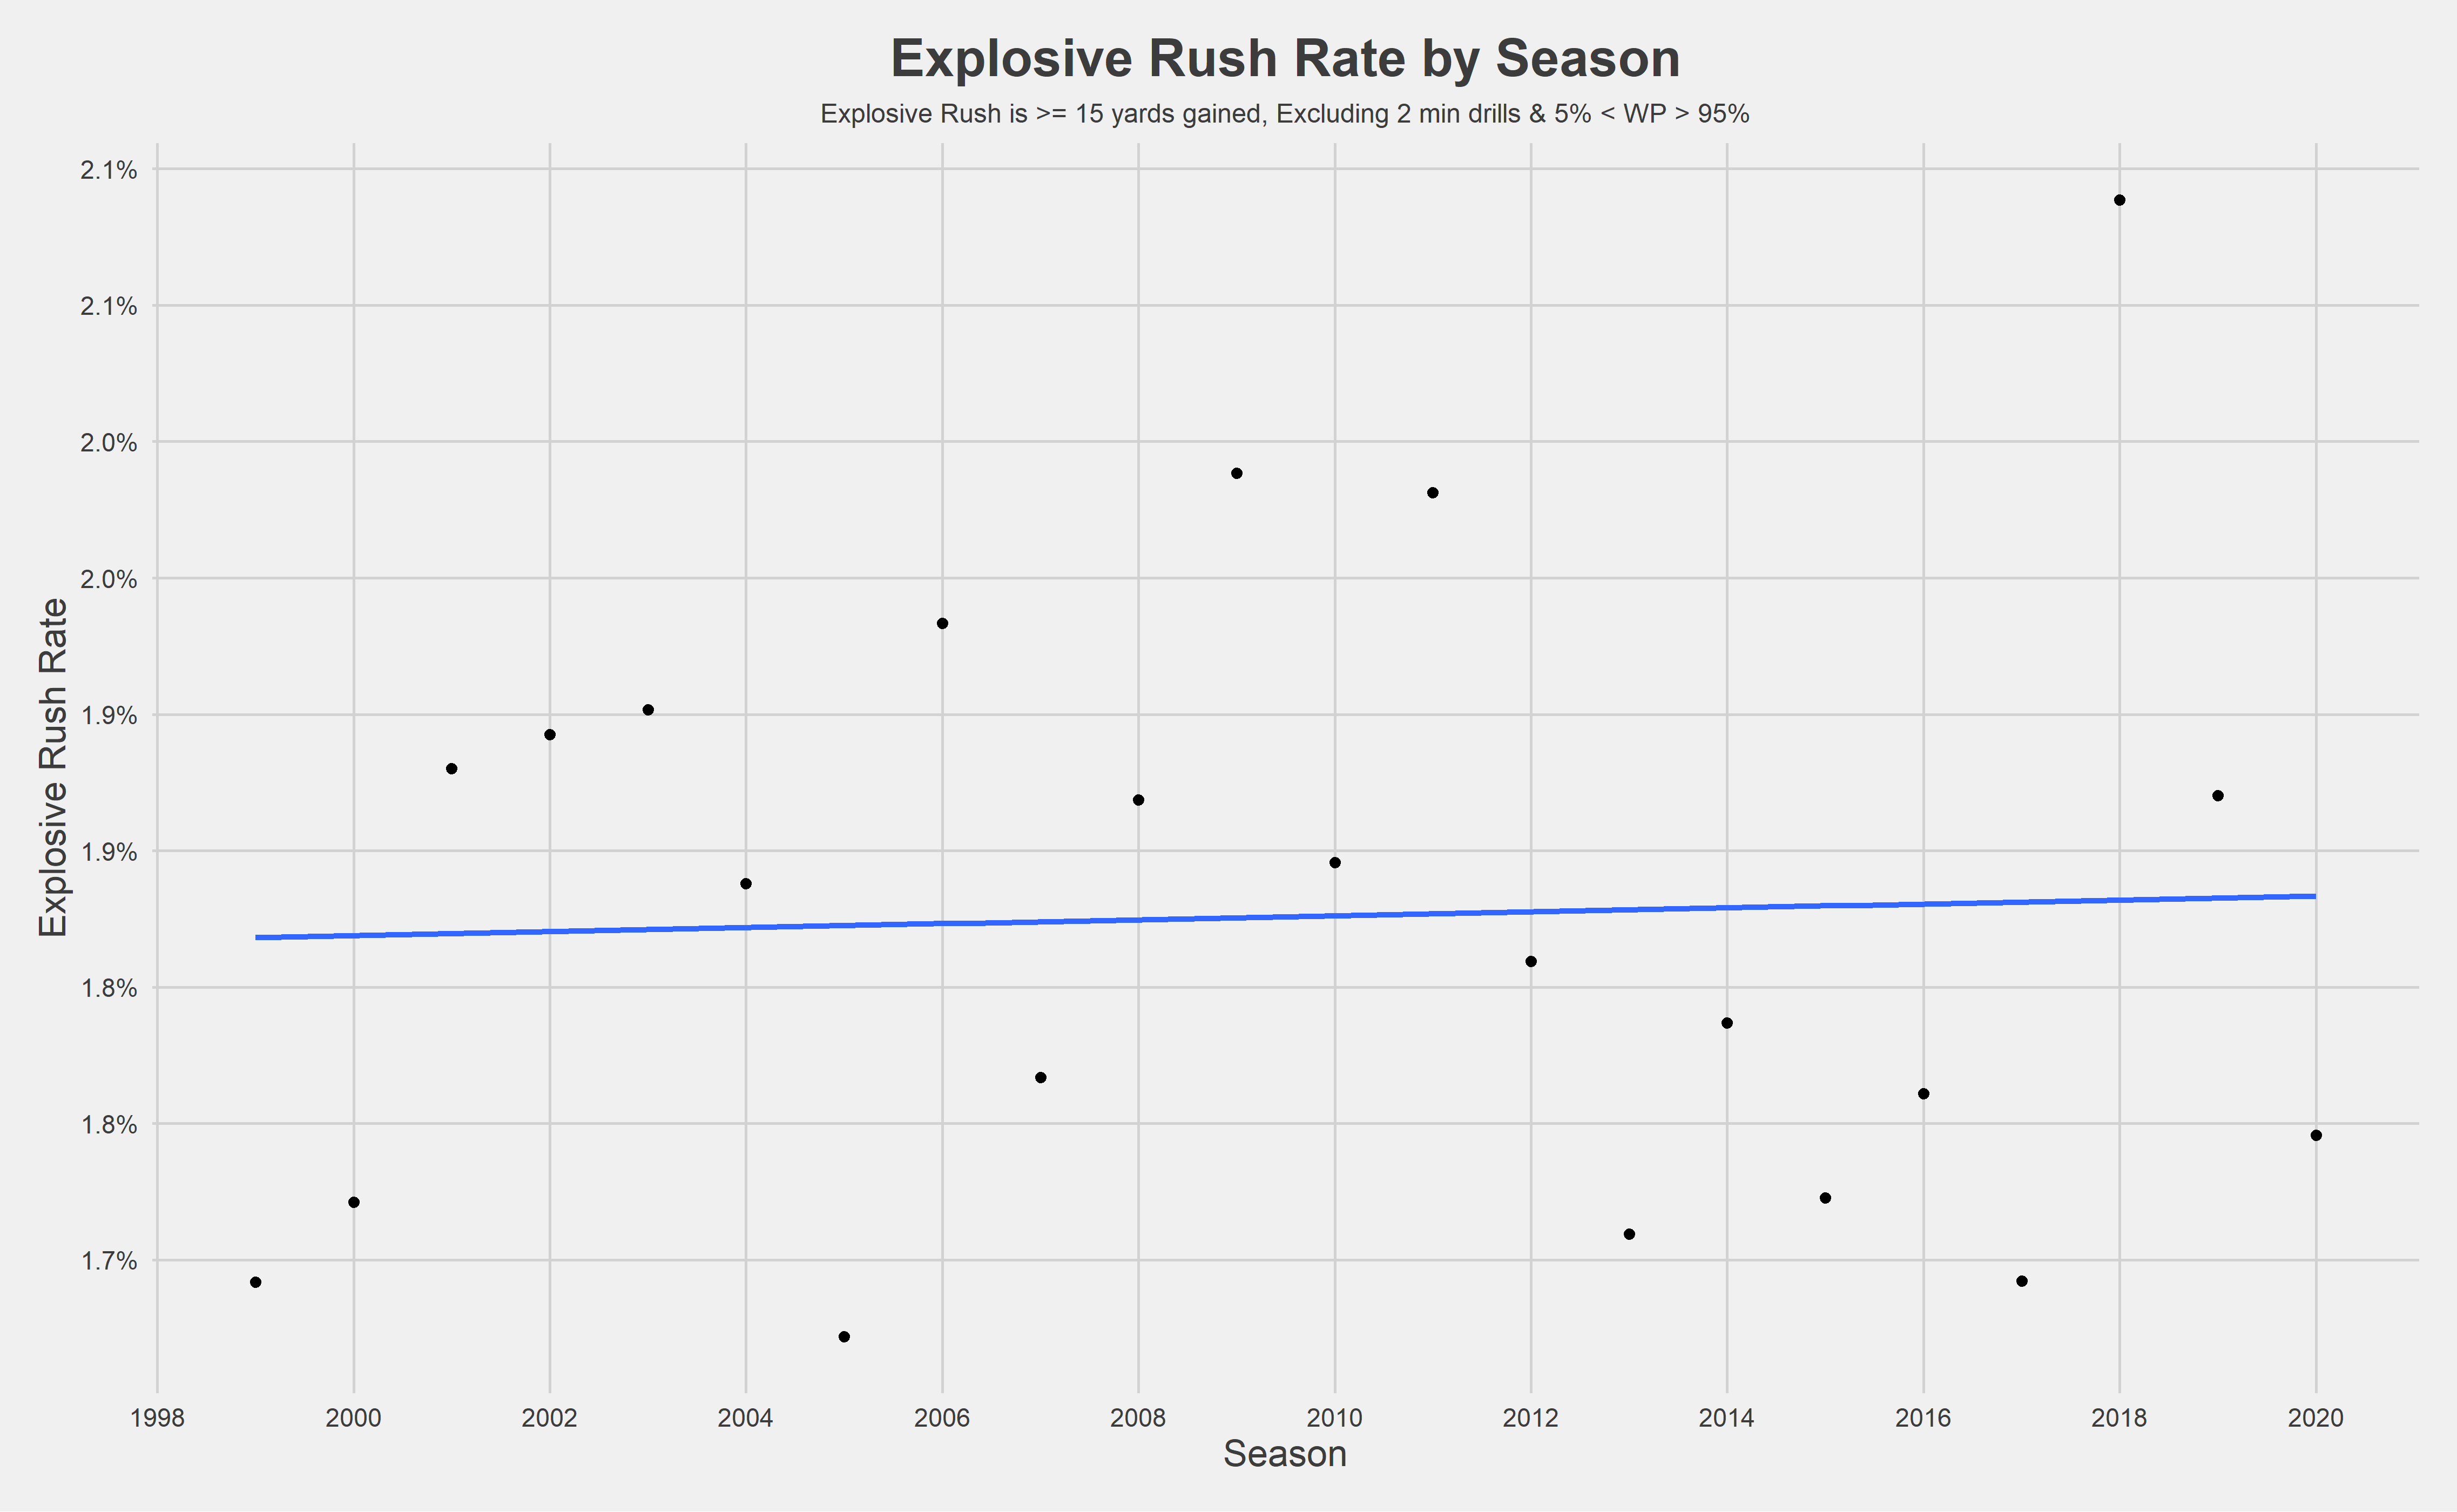 Explosive Rush Rate by Season
Explosive Rush is >= 15 yards gained, Excluding 2 min drills & 5% < WP > 95%
Explosive Rush Rate
2.1%
2.1%
2.0%
2.0%
1.9%
1.9%
1.8%
1.8%
1.7%
1998 2000 2002 2004 2006 2008 2010 2012 2014 2016 2018 2020
Season